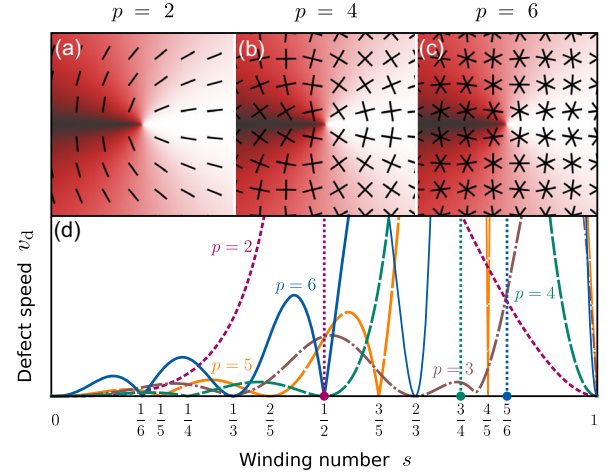 p = 2 p = 4 p = 6
(a) (b) (c)
(d)
p = 2
p = 6
p = 5
p = 3
p = 4
Defect speed v_d
0 1/6 1/5 1/4 1/3 2/5 1/2 3/5 2/3 3/4 4/5 5/6 1
Winding number s